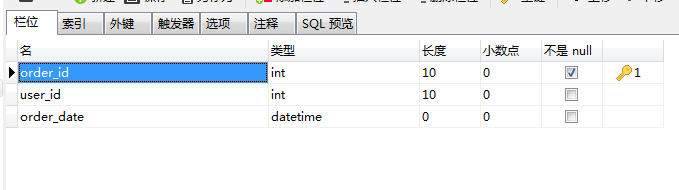 栏位 索引 外键 触发器 选项 注释 SQL 预览
名 类型 长度 小数点 不是 null
order_id int 10 0 1
user_id int 10 0
order_date datetime 0 0